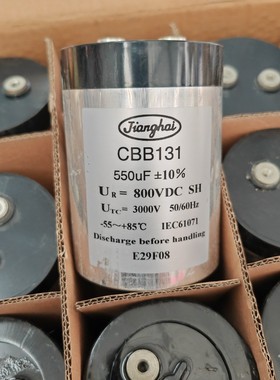 Jianghai
CBB131
550uF ±10%
UR = 800VDC SH
UTC= 3000V 50/60Hz
-55~+85℃ IEC61071
Discharge before handling
E29F08